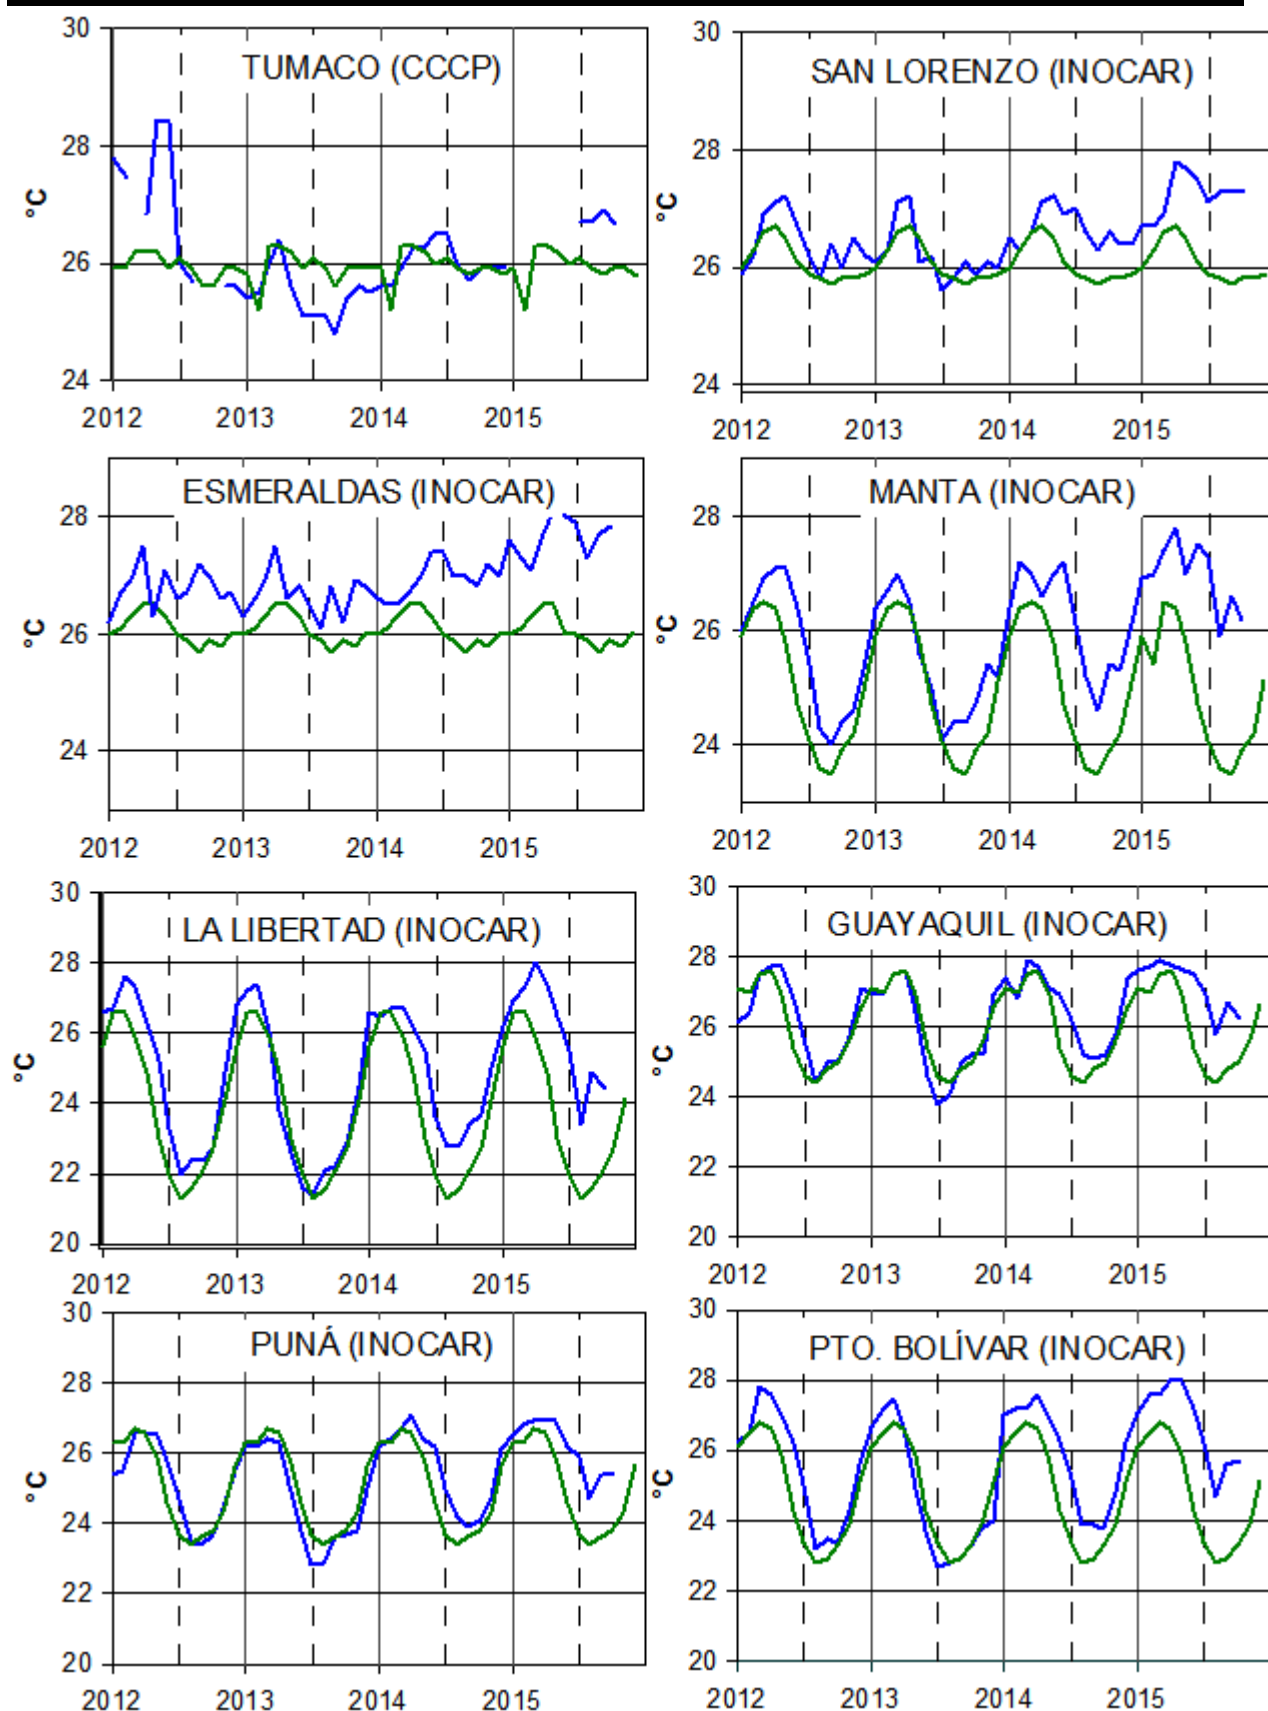 TUMACO (CCCP)
30
28
26
24
°C
2012 2013 2014 2015
SAN LORENZO (INOCAR)
30
28
26
24
°C
2012 2013 2014 2015
ESMERALDAS (INOCAR)
28
26
24
°C
2012 2013 2014 2015
MANTA (INOCAR)
28
26
24
°C
2012 2013 2014 2015
LA LIBERTAD (INOCAR)
30
28
26
24
22
20
°C
2012 2013 2014 2015
GUAYAQUIL (INOCAR)
30
28
26
24
22
20
°C
2012 2013 2014 2015
PUNÁ (INOCAR)
30
28
26
24
22
20
°C
2012 2013 2014 2015
PTO. BOLÍVAR (INOCAR)
30
28
26
24
22
20
°C
2012 2013 2014 2015